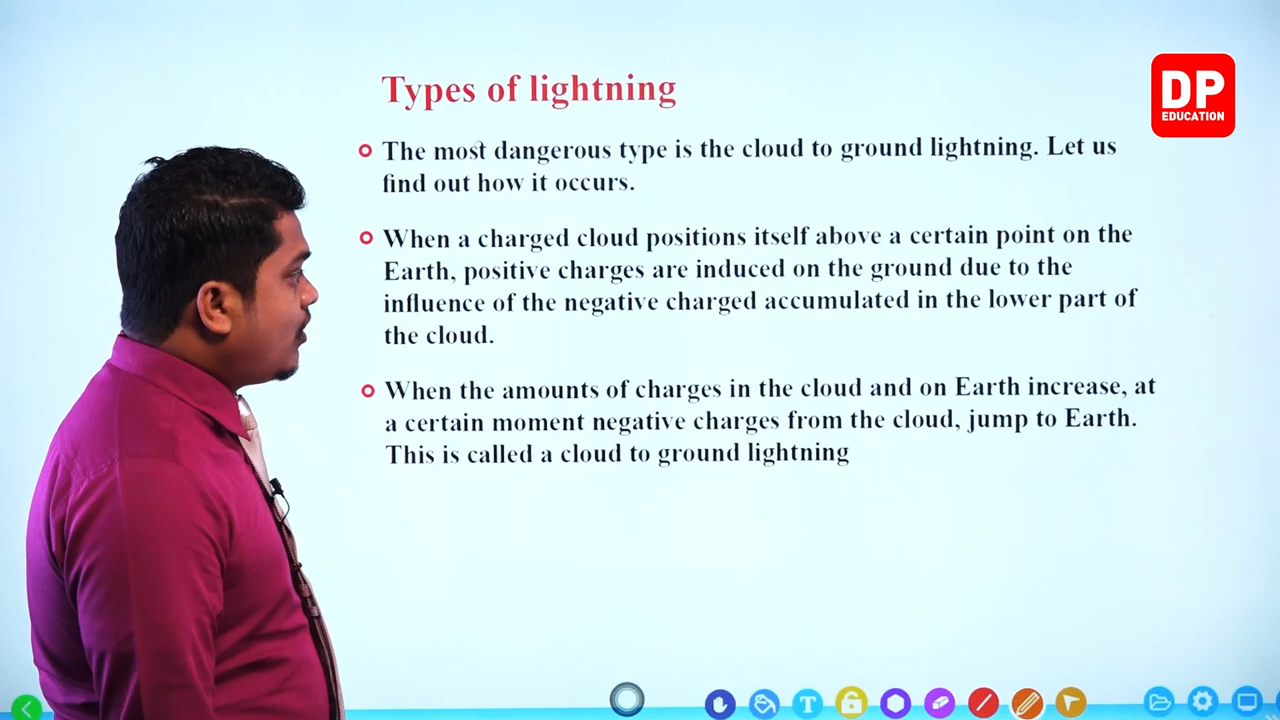 Types of lightning
DP
EDUCATION
The most dangerous type is the cloud to ground lightning. Let us
find out how it occurs.
When a charged cloud positions itself above a certain point on the
Earth, positive charges are induced on the ground due to the
influence of the negative charged accumulated in the lower part of
the cloud.
When the amounts of charges in the cloud and on Earth increase, at
a certain moment negative charges from the cloud, jump to Earth.
This is called a cloud to ground lightning
T